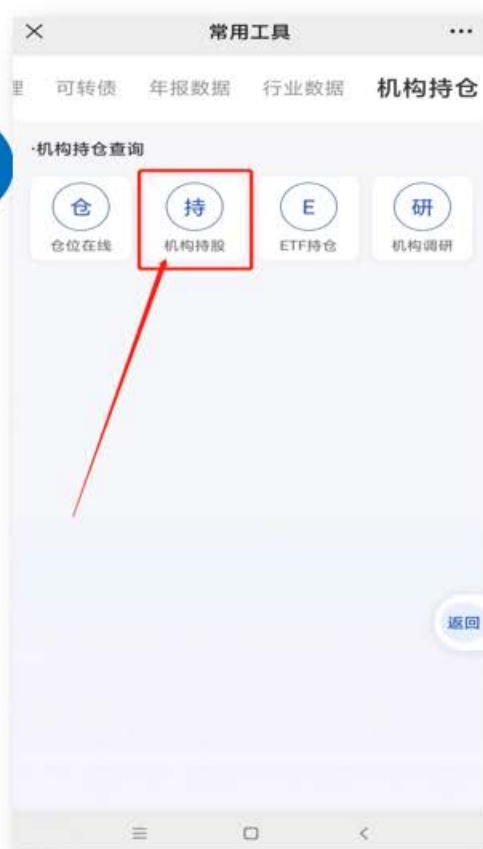 常用工具
可转债 年报数据 行业数据 机构持仓
·机构持仓查询
仓 持 E 研
仓位在线 机构持股 ETF持仓 机构调研
返回